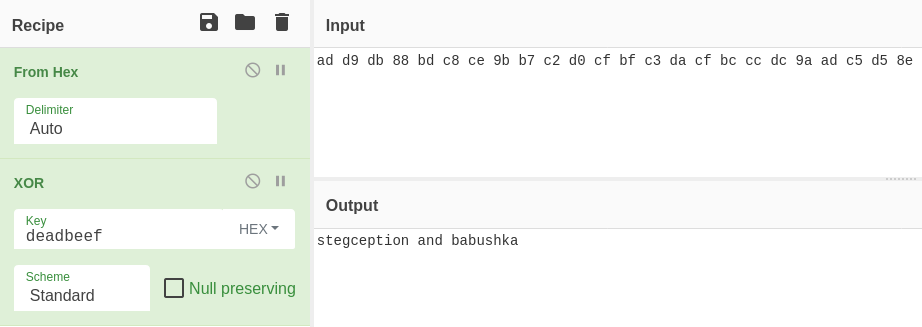 Recipe
From Hex
Delimiter
Auto
XOR
Key
deadbeef
HEX
Scheme
Standard
Null preserving
Input
ad d9 db 88 bd c8 ce 9b b7 c2 d0 cf bf c3 da cf bc cc dc 9a ad c5 d5 8e
Output
stegception and babushka